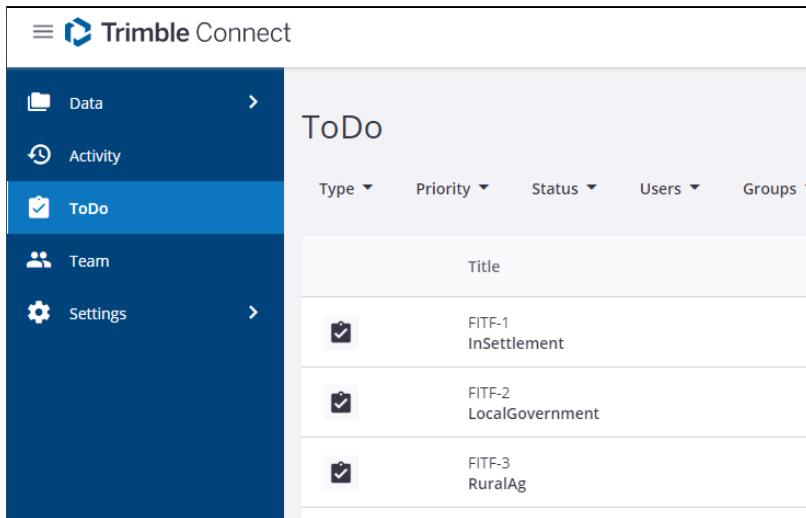 Trimble Connect
Data
Activity
ToDo
Team
Settings
ToDo
Type Priority Status Users Groups
Title
FITF-1
InSettlement
FITF-2
LocalGovernment
FITF-3
RuralAg